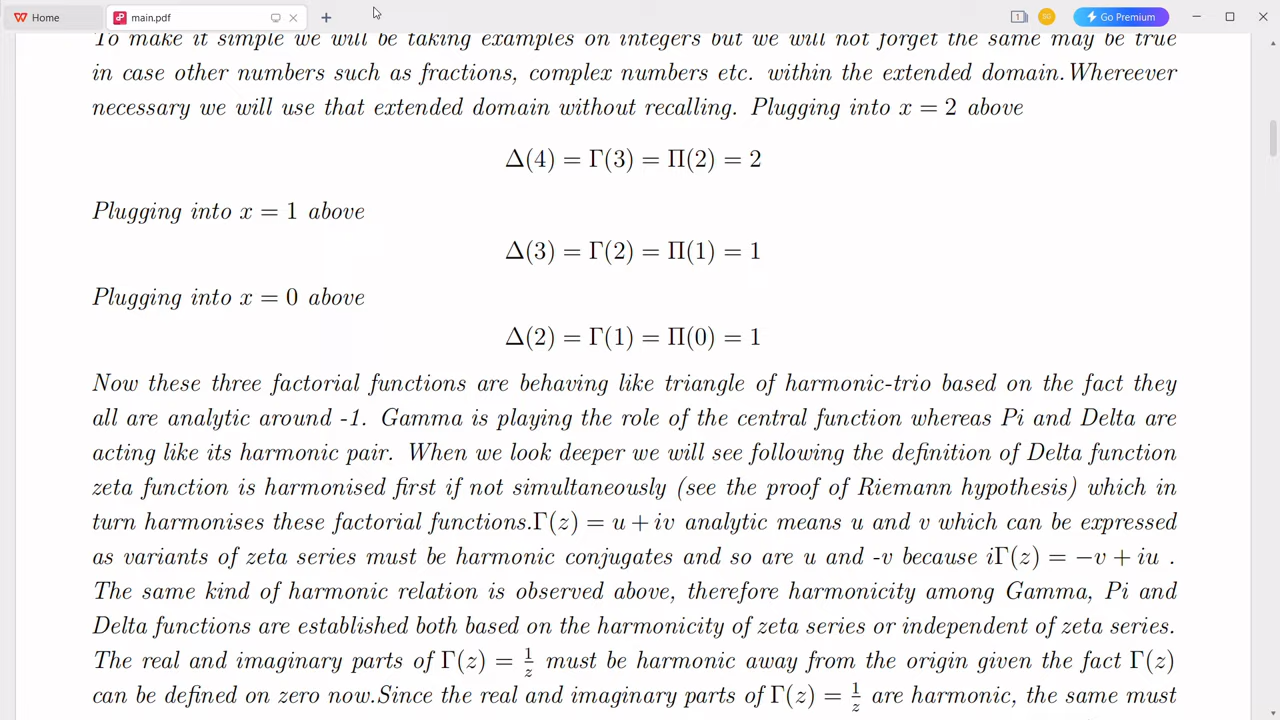 Home
main.pdf
1
SG
Go Premium
To make it simple we will be taking examples on integers but we will not forget the same may be true
in case other numbers such as fractions, complex numbers etc. within the extended domain.Whereever
necessary we will use that extended domain without recalling. Plugging into x = 2 above
Δ(4) = Γ(3) = Π(2) = 2
Plugging into x = 1 above
Δ(3) = Γ(2) = Π(1) = 1
Plugging into x = 0 above
Δ(2) = Γ(1) = Π(0) = 1
Now these three factorial functions are behaving like triangle of harmonic-trio based on the fact they
all are analytic around -1. Gamma is playing the role of the central function whereas Pi and Delta are
acting like its harmonic pair. When we look deeper we will see following the definition of Delta function
zeta function is harmonised first if not simultaneously (see the proof of Riemann hypothesis) which in
turn harmonises these factorial functions.Γ(z) = u + iv analytic means u and v which can be expressed
as variants of zeta series must be harmonic conjugates and so are u and -v because iΓ(z) = −v + iu .
The same kind of harmonic relation is observed above, therefore harmonicity among Gamma, Pi and
Delta functions are established both based on the harmonicity of zeta series or independent of zeta series.
The real and imaginary parts of Γ(z) = 1/z must be harmonic away from the origin given the fact Γ(z)
can be defined on zero now.Since the real and imaginary parts of Γ(z) = 1/z are harmonic, the same must